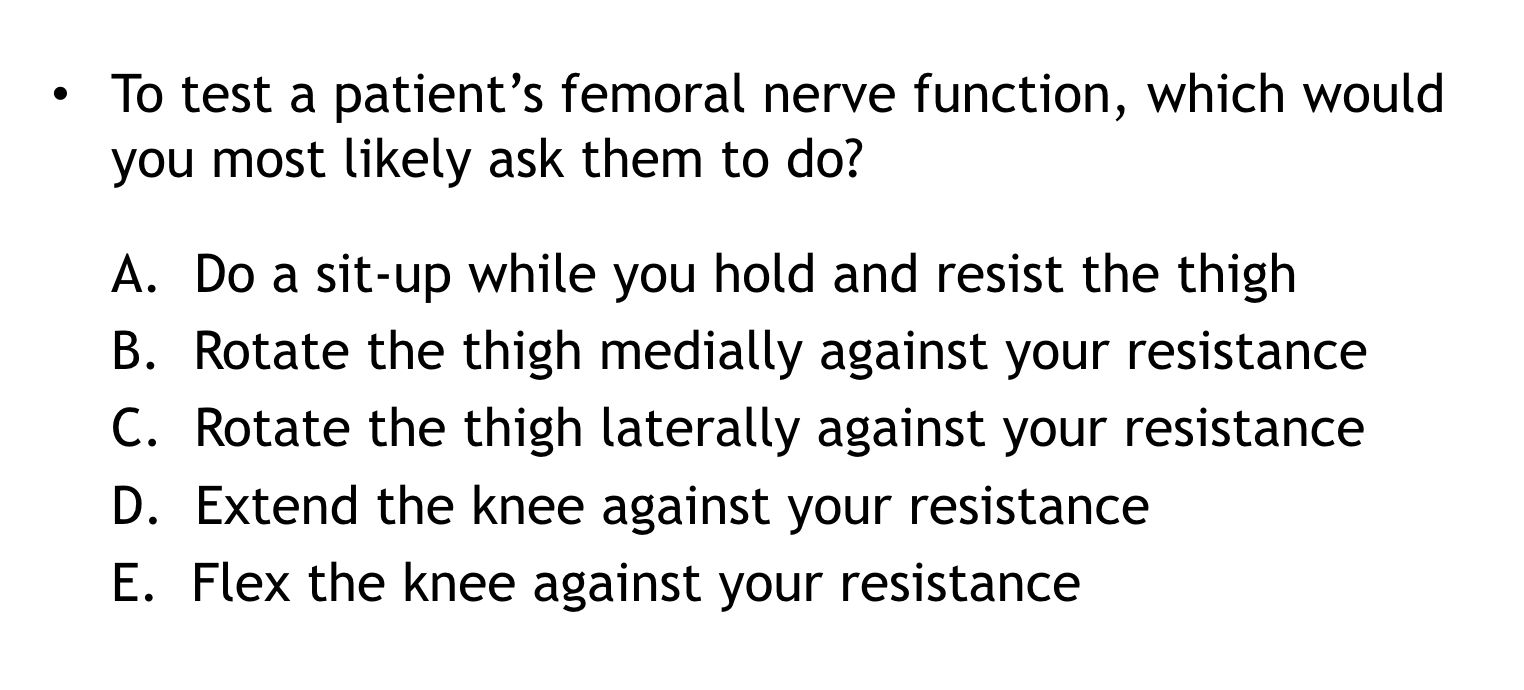 • To test a patient’s femoral nerve function, which would
you most likely ask them to do?
A. Do a sit-up while you hold and resist the thigh
B. Rotate the thigh medially against your resistance
C. Rotate the thigh laterally against your resistance
D. Extend the knee against your resistance
E. Flex the knee against your resistance